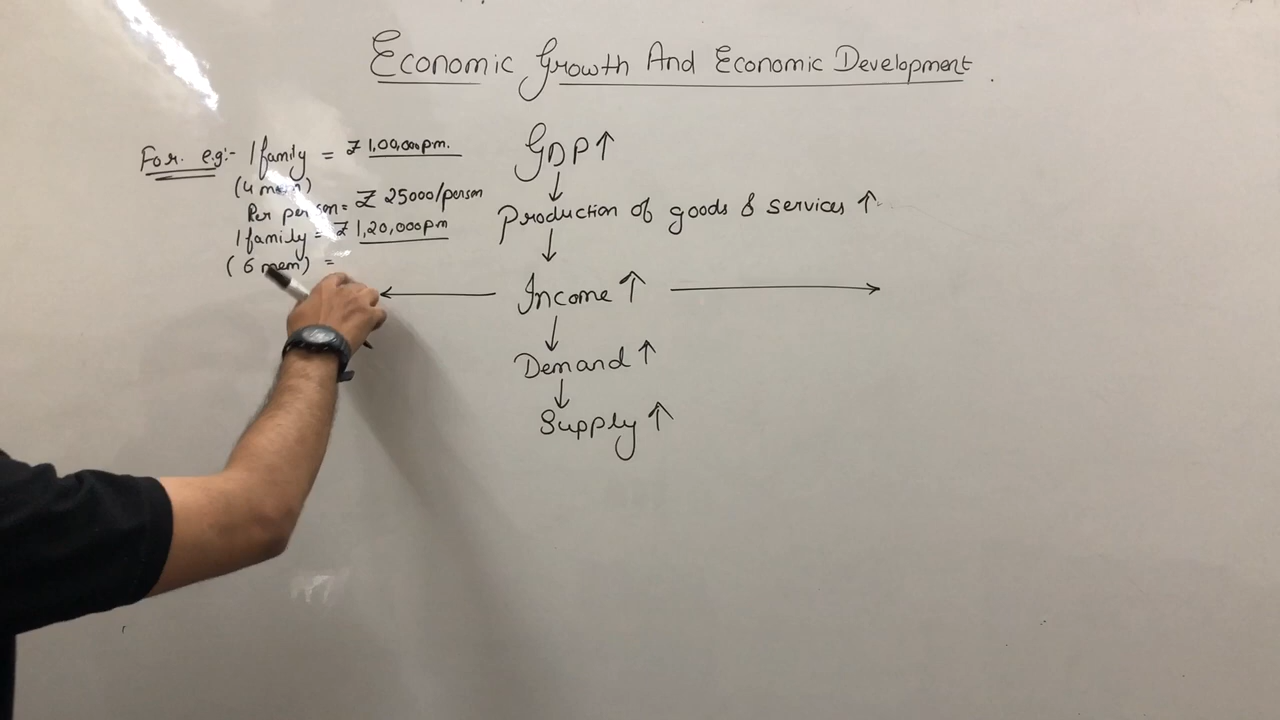 Economic Growth And Economic Development.
For. e.g:- 1 family = ₹ 1,00,000 pm.
(4 mem)
Per person = ₹ 25000/person
1 family = ₹ 1,20,000 pm
(6 mem) =
GDP ↑
↓
Production of goods & services ↑
↓
← Income ↑ →
↓
Demand ↑
↓
Supply ↑